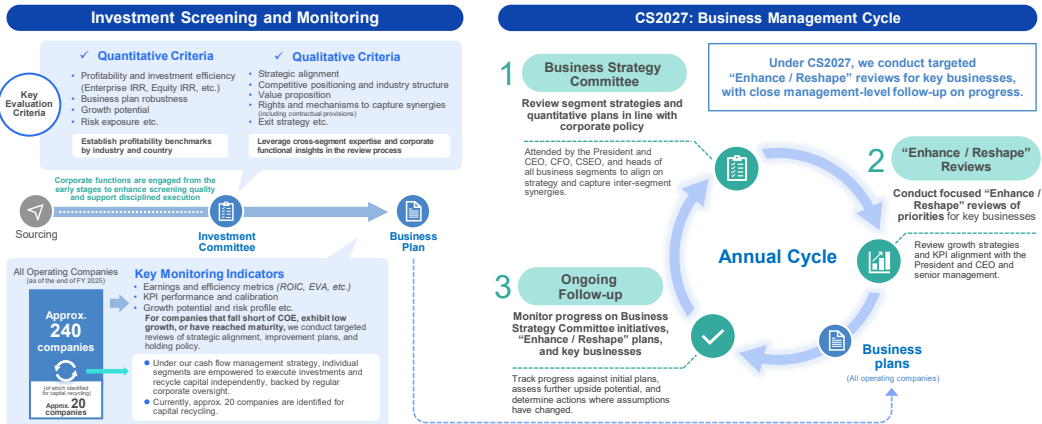 Investment Screening and Monitoring
Key
Evaluation
Criteria
✓ Quantitative Criteria
• Profitability and investment efficiency
(Enterprise IRR, Equity IRR, etc.)
• Business plan robustness
• Growth potential
• Risk exposure etc.
Establish profitability benchmarks
by industry and country
✓ Qualitative Criteria
• Strategic alignment
• Competitive positioning and industry structure
• Value proposition
• Rights and mechanisms to capture synergies
(including contractual provisions)
• Exit strategy etc.
Leverage cross-segment expertise and corporate
functional insights in the review process
Corporate functions are engaged from the
early stages to enhance screening quality
and support disciplined execution
Sourcing
Investment
Committee
Business
Plan
All Operating Companies
(as of the end of FY 2025)
Approx.
240
companies
(of which identified
for capital recycling)
Approx. 20
companies
Key Monitoring Indicators
• Earnings and efficiency metrics (ROIC, EVA, etc.)
• KPI performance and calibration
• Growth potential and risk profile etc.
For companies that fall short of COE, exhibit low
growth, or have reached maturity, we conduct targeted
reviews of strategic alignment, improvement plans, and
holding policy.
● Under our cash flow management strategy, individual
segments are empowered to execute investments and
recycle capital independently, backed by regular
corporate oversight.
● Currently, approx. 20 companies are identified for
capital recycling.
CS2027: Business Management Cycle
Under CS2027, we conduct targeted
“Enhance / Reshape” reviews for key businesses,
with close management-level follow-up on progress.
1
Business Strategy
Committee
Review segment strategies and
quantitative plans in line with
corporate policy
Attended by the President and
CEO, CFO, CSEO, and heads of
all business segments to align on
strategy and capture inter-segment
synergies.
2
“Enhance / Reshape”
Reviews
Conduct focused “Enhance /
Reshape” reviews of
priorities for key businesses
Review growth strategies
and KPI alignment with the
President and CEO and
senior management.
Annual Cycle
3
Ongoing
Follow-up
Monitor progress on Business
Strategy Committee initiatives,
“Enhance / Reshape” plans,
and key businesses
Track progress against initial plans,
assess further upside potential, and
determine actions where assumptions
have changed.
Business
plans
(All operating companies)